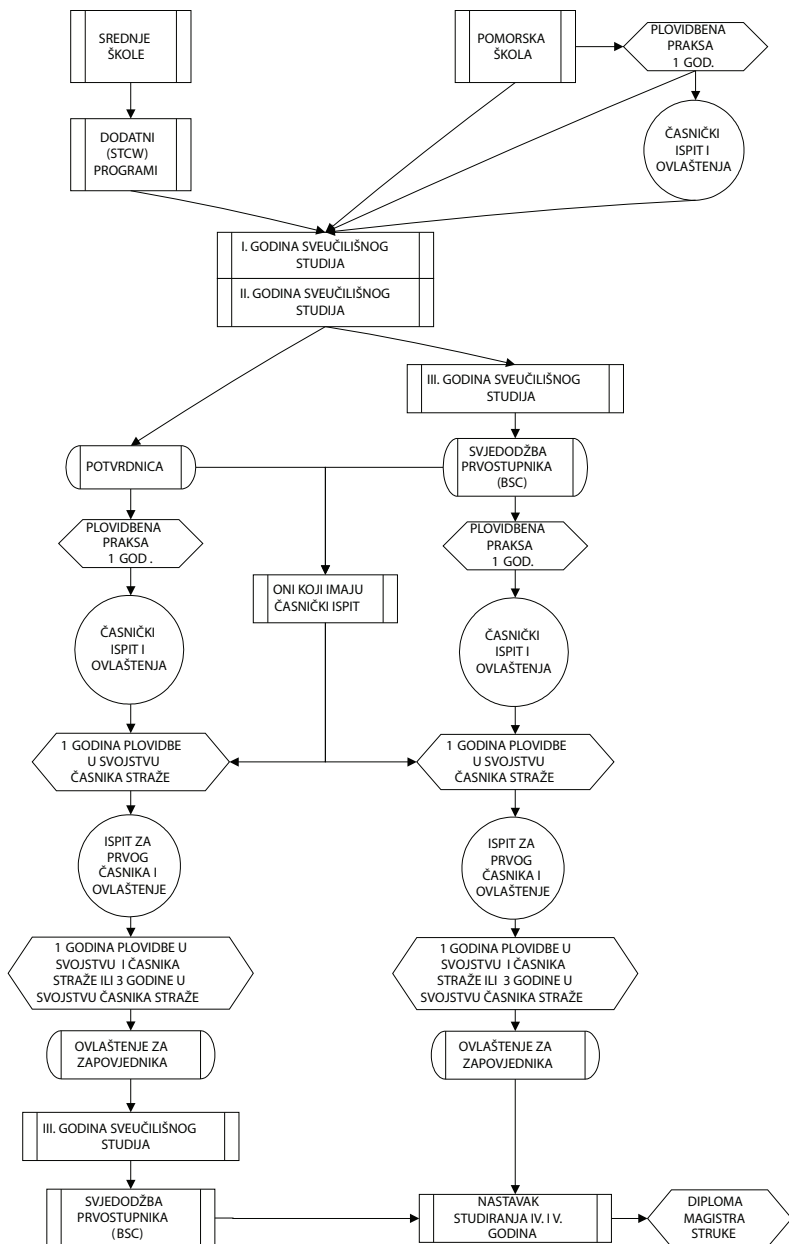 SREDNJE
ŠKOLE
POMORSKA
ŠKOLA
PLOVIDBENA
PRAKSA
1 GOD.
DODATNI
(STCW)
PROGRAMI
ČASNIČKI
ISPIT I
OVLAŠTENJA
I. GODINA SVEUČILIŠNOG
STUDIJA
II. GODINA SVEUČILIŠNOG
STUDIJA
III. GODINA SVEUČILIŠNOG
STUDIJA
POTVRDNICA
SVJEDODŽBA
PRVOSTUPNIKA
(BSC)
PLOVIDBENA
PRAKSA
1 GOD .
PLOVIDBENA
PRAKSA
1 GOD.
ONI KOJI IMAJU
ČASNIČKI ISPIT
ČASNIČKI
ISPIT I
OVLAŠTENJA
ČASNIČKI
ISPIT I
OVLAŠTENJA
1 GODINA PLOVIDBE
U SVOJSTVU
ČASNIKA STRAŽE
1 GODINA PLOVIDBE
U SVOJSTVU
ČASNIKA STRAŽE
ISPIT ZA
PRVOG
ČASNIKA I
OVLAŠTENJE
ISPIT ZA
PRVOG
ČASNIKA I
OVLAŠTENJE
1 GODINA PLOVIDBE U
SVOJSTVU I ČASNIKA
STRAŽE ILI 3 GODINE U
SVOJSTVU ČASNIKA STRAŽE
1 GODINA PLOVIDBE U
SVOJSTVU I ČASNIKA
STRAŽE ILI 3 GODINE U
SVOJSTVU ČASNIKA STRAŽE
OVLAŠTENJE ZA
ZAPOVJEDNIKA
OVLAŠTENJE ZA
ZAPOVJEDNIKA
III. GODINA SVEUČILIŠNOG
STUDIJA
SVJEDODŽBA
PRVOSTUPNIKA
(BSC)
NASTAVAK
STUDIRANJA IV. I V.
GODINA
DIPLOMA
MAGISTRA
STRUKE